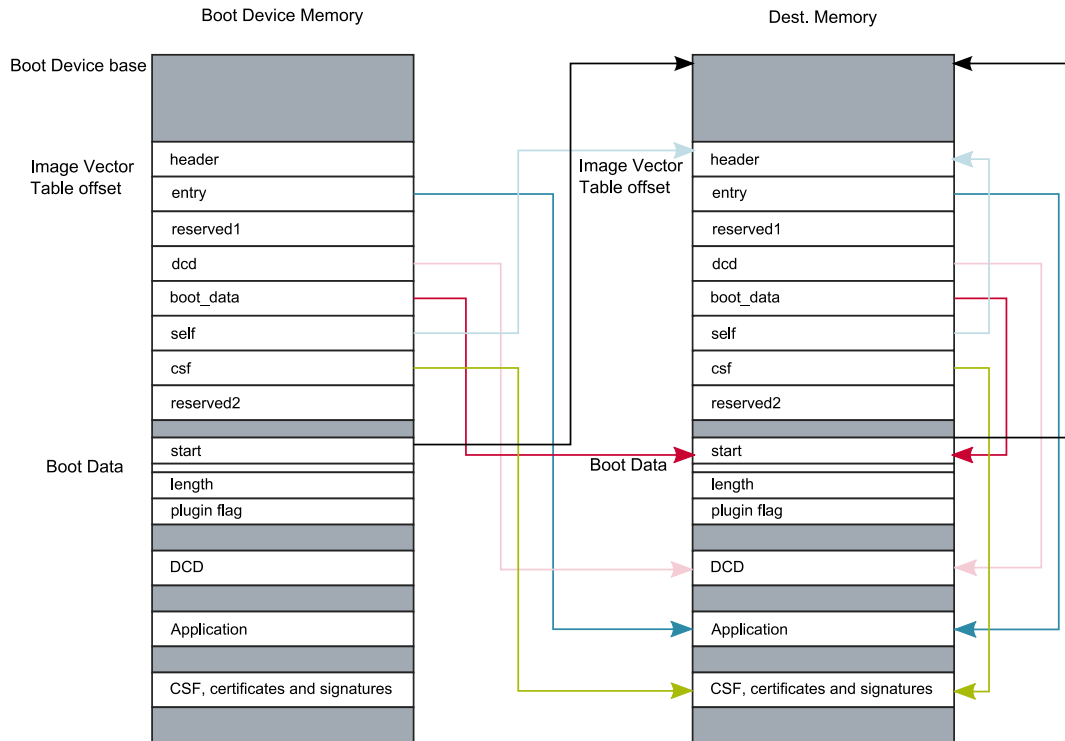 Boot Device Memory
Dest. Memory
Boot Device base
Image Vector
Table offset
header
entry
reserved1
dcd
boot_data
self
csf
reserved2
Boot Data
start
length
plugin flag
DCD
Application
CSF, certificates and signatures
Image Vector
Table offset
header
entry
reserved1
dcd
boot_data
self
csf
reserved2
Boot Data
start
length
plugin flag
DCD
Application
CSF, certificates and signatures